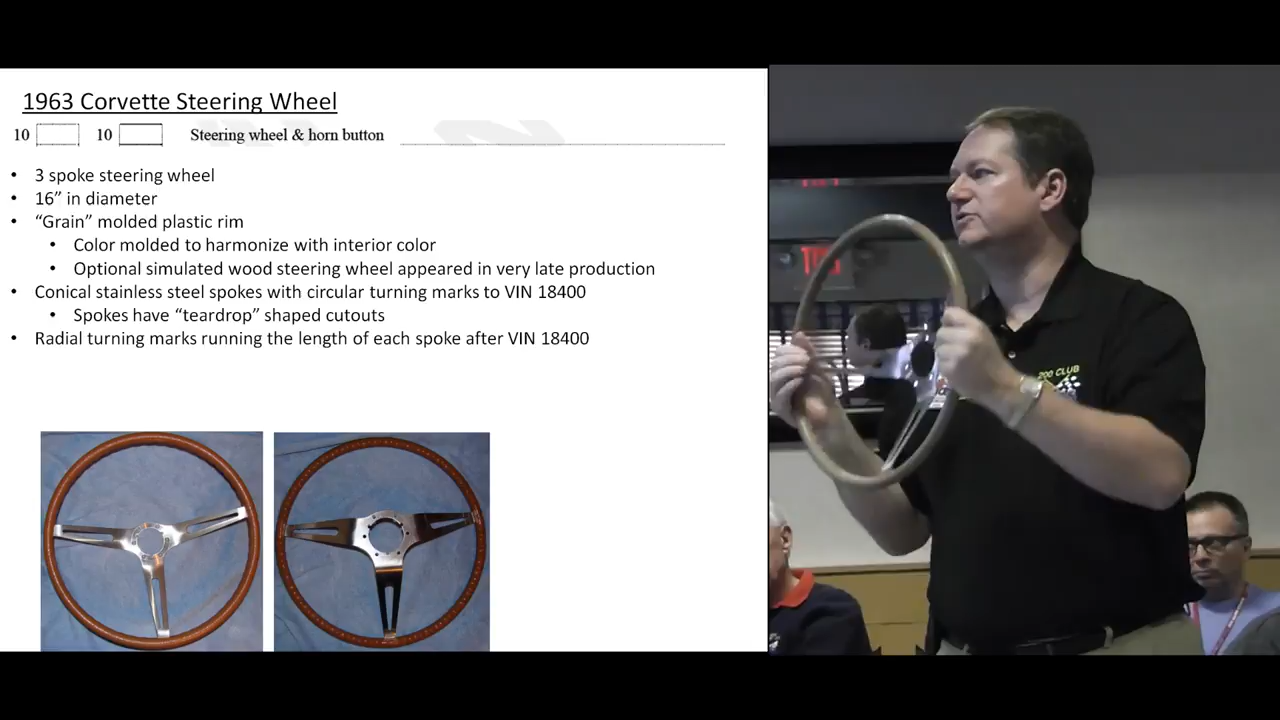 1963 Corvette Steering Wheel
10 10 Steering wheel & horn button
• 3 spoke steering wheel
• 16” in diameter
• “Grain” molded plastic rim
• Color molded to harmonize with interior color
• Optional simulated wood steering wheel appeared in very late production
• Conical stainless steel spokes with circular turning marks to VIN 18400
• Spokes have “teardrop” shaped cutouts
• Radial turning marks running the length of each spoke after VIN 18400
200 CLUB